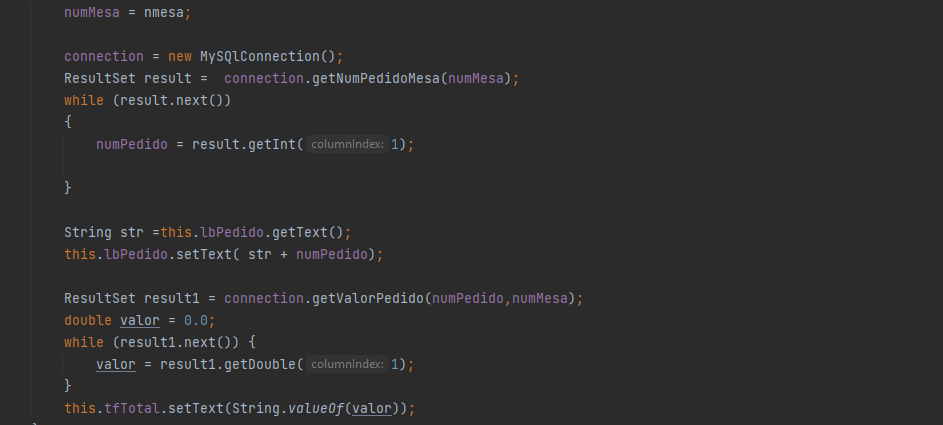 numMesa = nmesa;
connection = new MySQlConnection();
ResultSet result =  connection.getNumPedidoMesa(numMesa);
while (result.next())
{
numPedido = result.getInt( columnIndex: 1);
}
String str =this.lbPedido.getText();
this.lbPedido.setText( str + numPedido);
ResultSet result1 = connection.getValorPedido(numPedido,numMesa);
double valor = 0.0;
while (result1.next()) {
valor = result1.getDouble( columnIndex: 1);
}
this.tfTotal.setText(String.valueOf(valor));